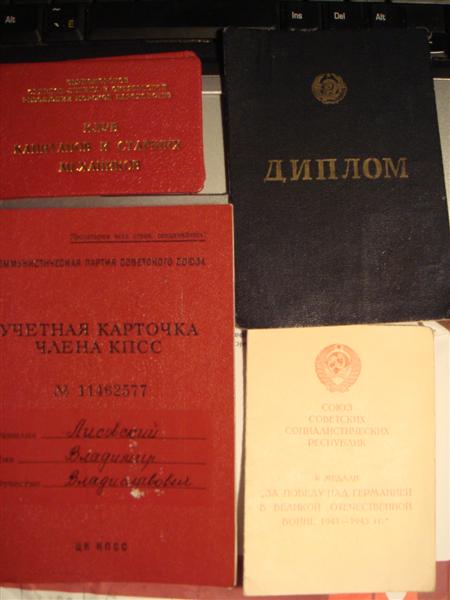 Ins
Del
Alt
Alt
КЛУБ
КАПИТАНОВ И СТАРШИХ
МЕХАНИКОВ
ДИПЛОМ
Пролетарии всех стран, соединяйтесь!
КОММУНИСТИЧЕСКАЯ ПАРТИЯ СОВЕТСКОГО СОЮЗА
УЧЕТНАЯ КАРТОЧКА
ЧЛЕНА КПСС
№ 11462577
Лисовский
Владимир
Владиславович
ЦК КПСС
СОЮЗ
СОВЕТСКИХ
СОЦИАЛИСТИЧЕСКИХ
РЕСПУБЛИК
К МЕДАЛИ
"ЗА ПОБЕДУ НАД ГЕРМАНИЕЙ
В ВЕЛИКОЙ ОТЕЧЕСТВЕННОЙ
ВОЙНЕ 1941—1945 гг."